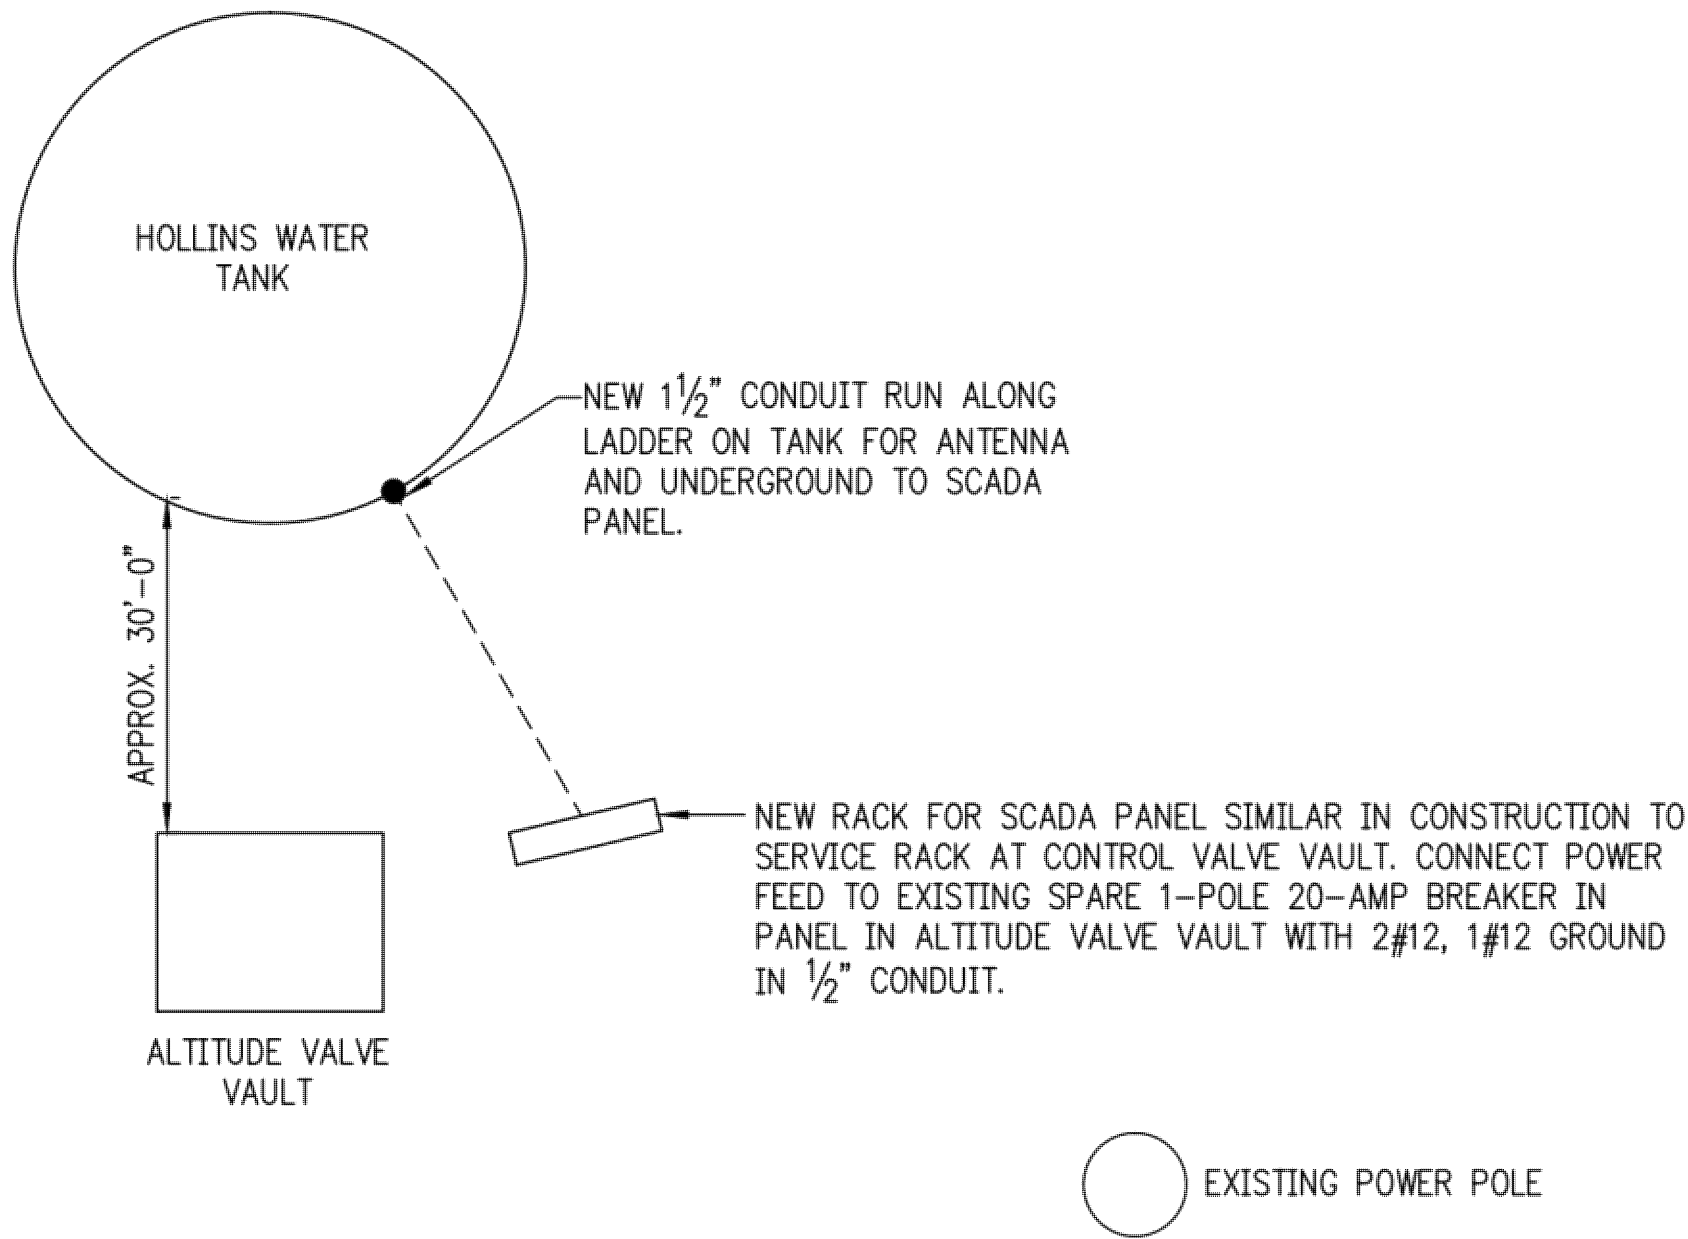 HOLLINS WATER
TANK
NEW 1½" CONDUIT RUN ALONG
LADDER ON TANK FOR ANTENNA
AND UNDERGROUND TO SCADA
PANEL.
APPROX. 30'-0"
NEW RACK FOR SCADA PANEL SIMILAR IN CONSTRUCTION TO
SERVICE RACK AT CONTROL VALVE VAULT. CONNECT POWER
FEED TO EXISTING SPARE 1-POLE 20-AMP BREAKER IN
PANEL IN ALTITUDE VALVE VAULT WITH 2#12, 1#12 GROUND
IN ½" CONDUIT.
ALTITUDE VALVE
VAULT
EXISTING POWER POLE